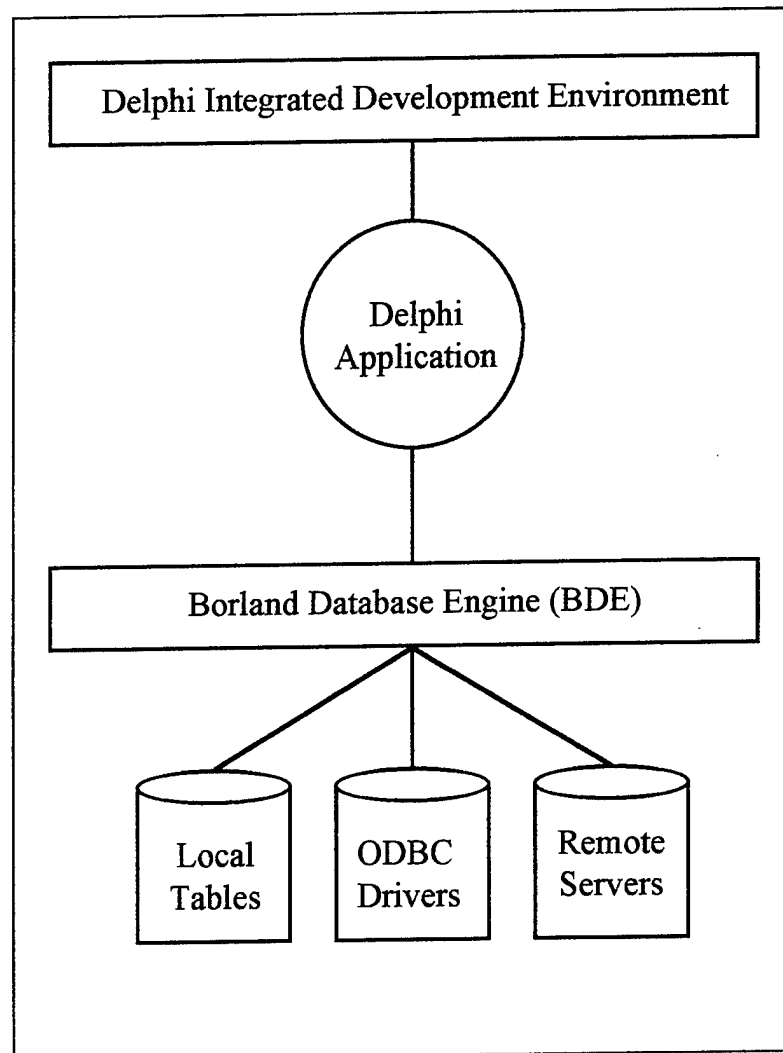 Delphi Integrated Development Environment
Delphi
Application
Borland Database Engine (BDE)
Local
Tables
ODBC
Drivers
Remote
Servers